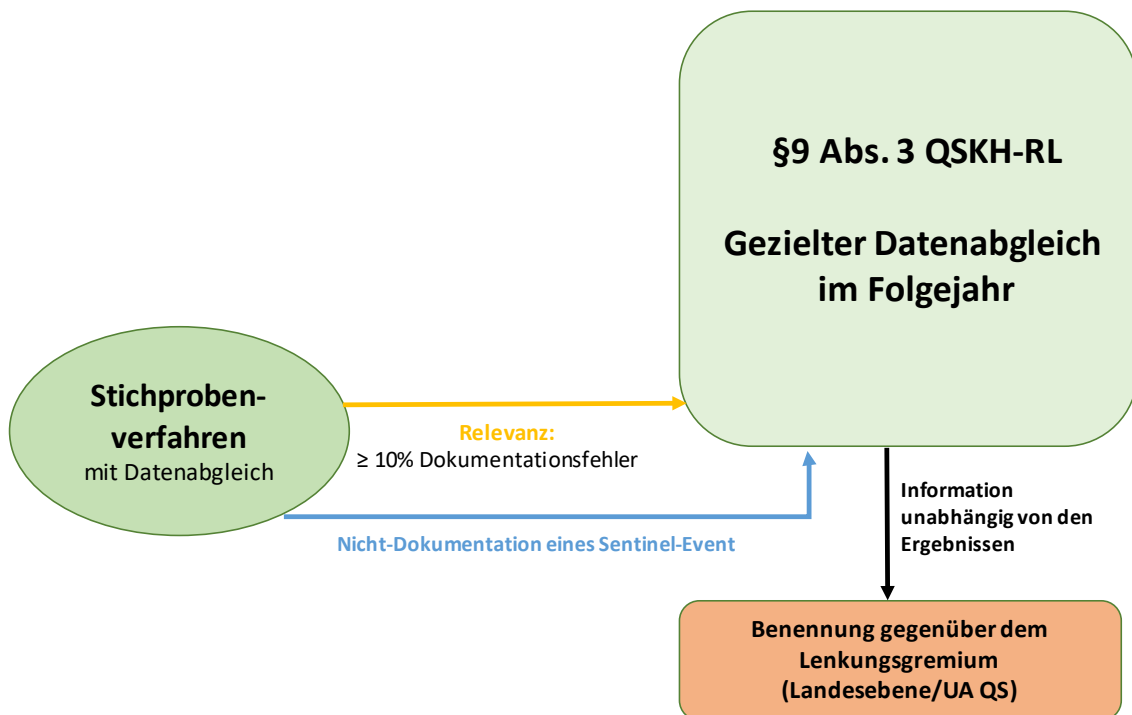 §9 Abs. 3 QSKH-RL
Gezielter Datenabgleich
im Folgejahr
Stichproben-
verfahren
mit Datenabgleich
Relevanz:
≥ 10% Dokumentationsfehler
Nicht-Dokumentation eines Sentinel-Event
Information
unabhängig von den
Ergebnissen
Benennung gegenüber dem
Lenkungsgremium
(Landesebene/UA QS)